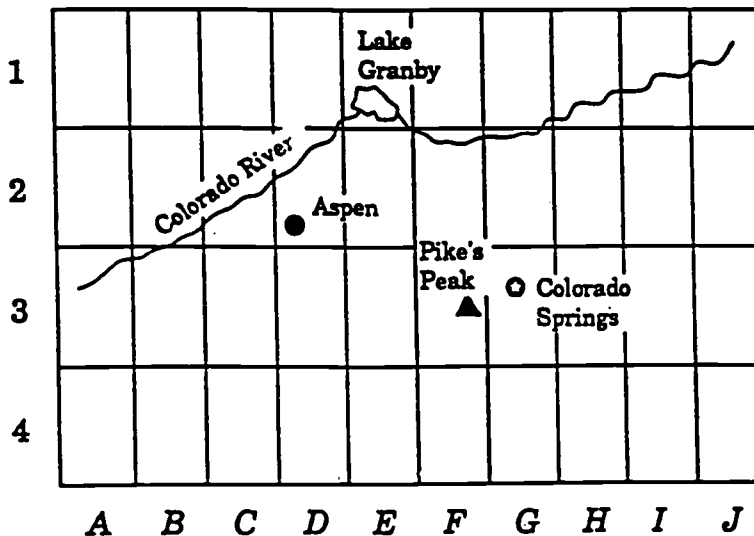 Lake
Granby
1
Colorado River
2
Aspen
Pike's
Peak
Colorado
Springs
3
4
A B C D E F G H I J